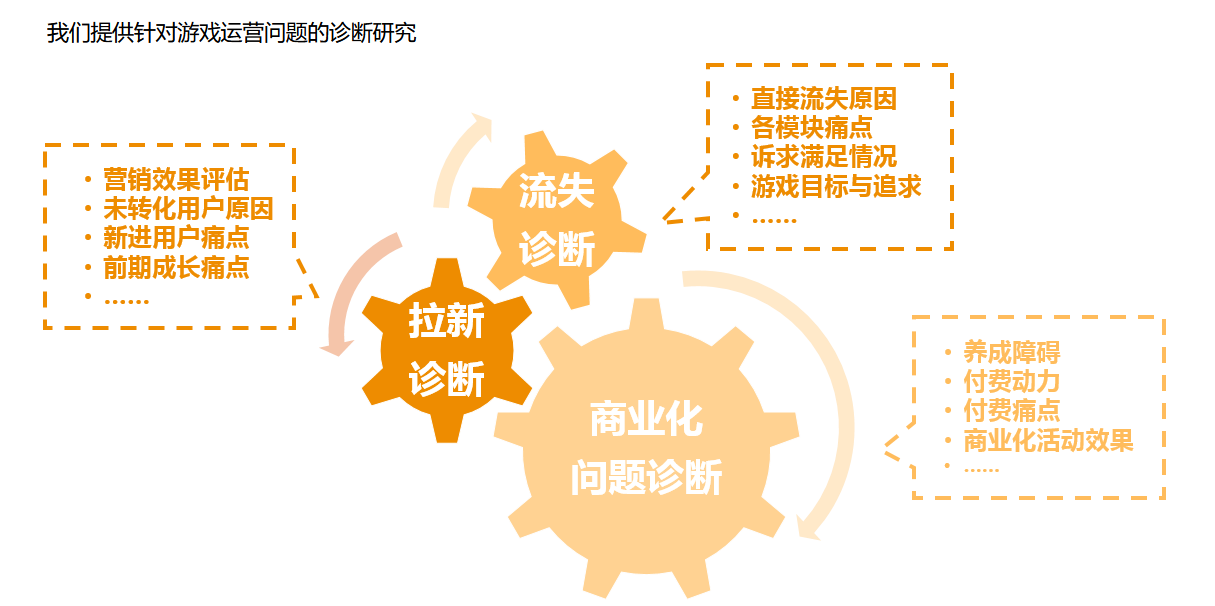 我们提供针对游戏运营问题的诊断研究
• 直接流失原因
• 各模块痛点
• 诉求满足情况
• 游戏目标与追求
• ……
• 营销效果评估
• 未转化用户原因
• 新进用户痛点
• 前期成长痛点
• ……
流失
诊断
拉新
诊断
商业化
问题诊断
• 养成障碍
• 付费动力
• 付费痛点
• 商业化活动效果
• ……